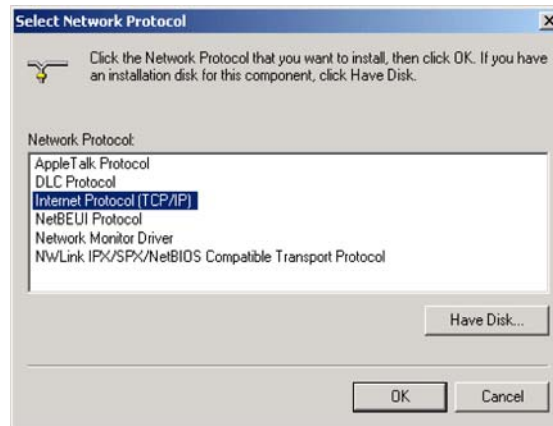 Select Network Protocol
Click the Network Protocol that you want to install, then click OK. If you have
an installation disk for this component, click Have Disk.
Network Protocol:
AppleTalk Protocol
DLC Protocol
Internet Protocol (TCP/IP)
NetBEUI Protocol
Network Monitor Driver
NWLink IPX/SPX/NetBIOS Compatible Transport Protocol
Have Disk...
OK
Cancel